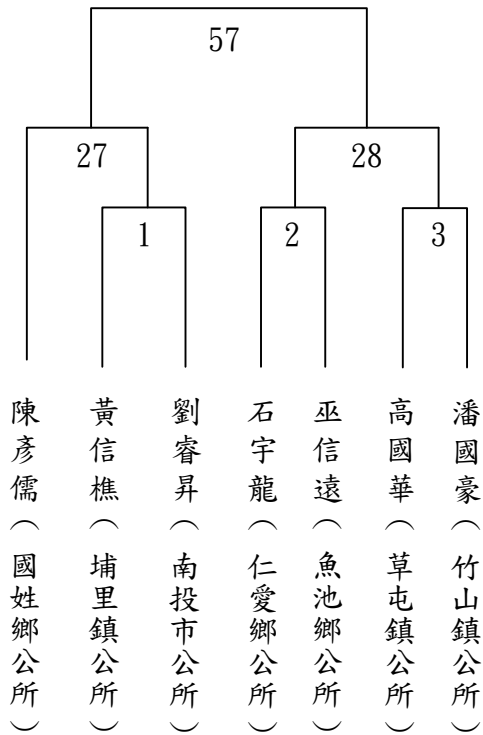 57
27
28
1
2
3
陳彥儒（國姓鄉公所）
黃信樵（埔里鎮公所）
劉睿昇（南投市公所）
石宇龍（仁愛鄉公所）
巫信遠（魚池鄉公所）
高國華（草屯鎮公所）
潘國豪（竹山鎮公所）